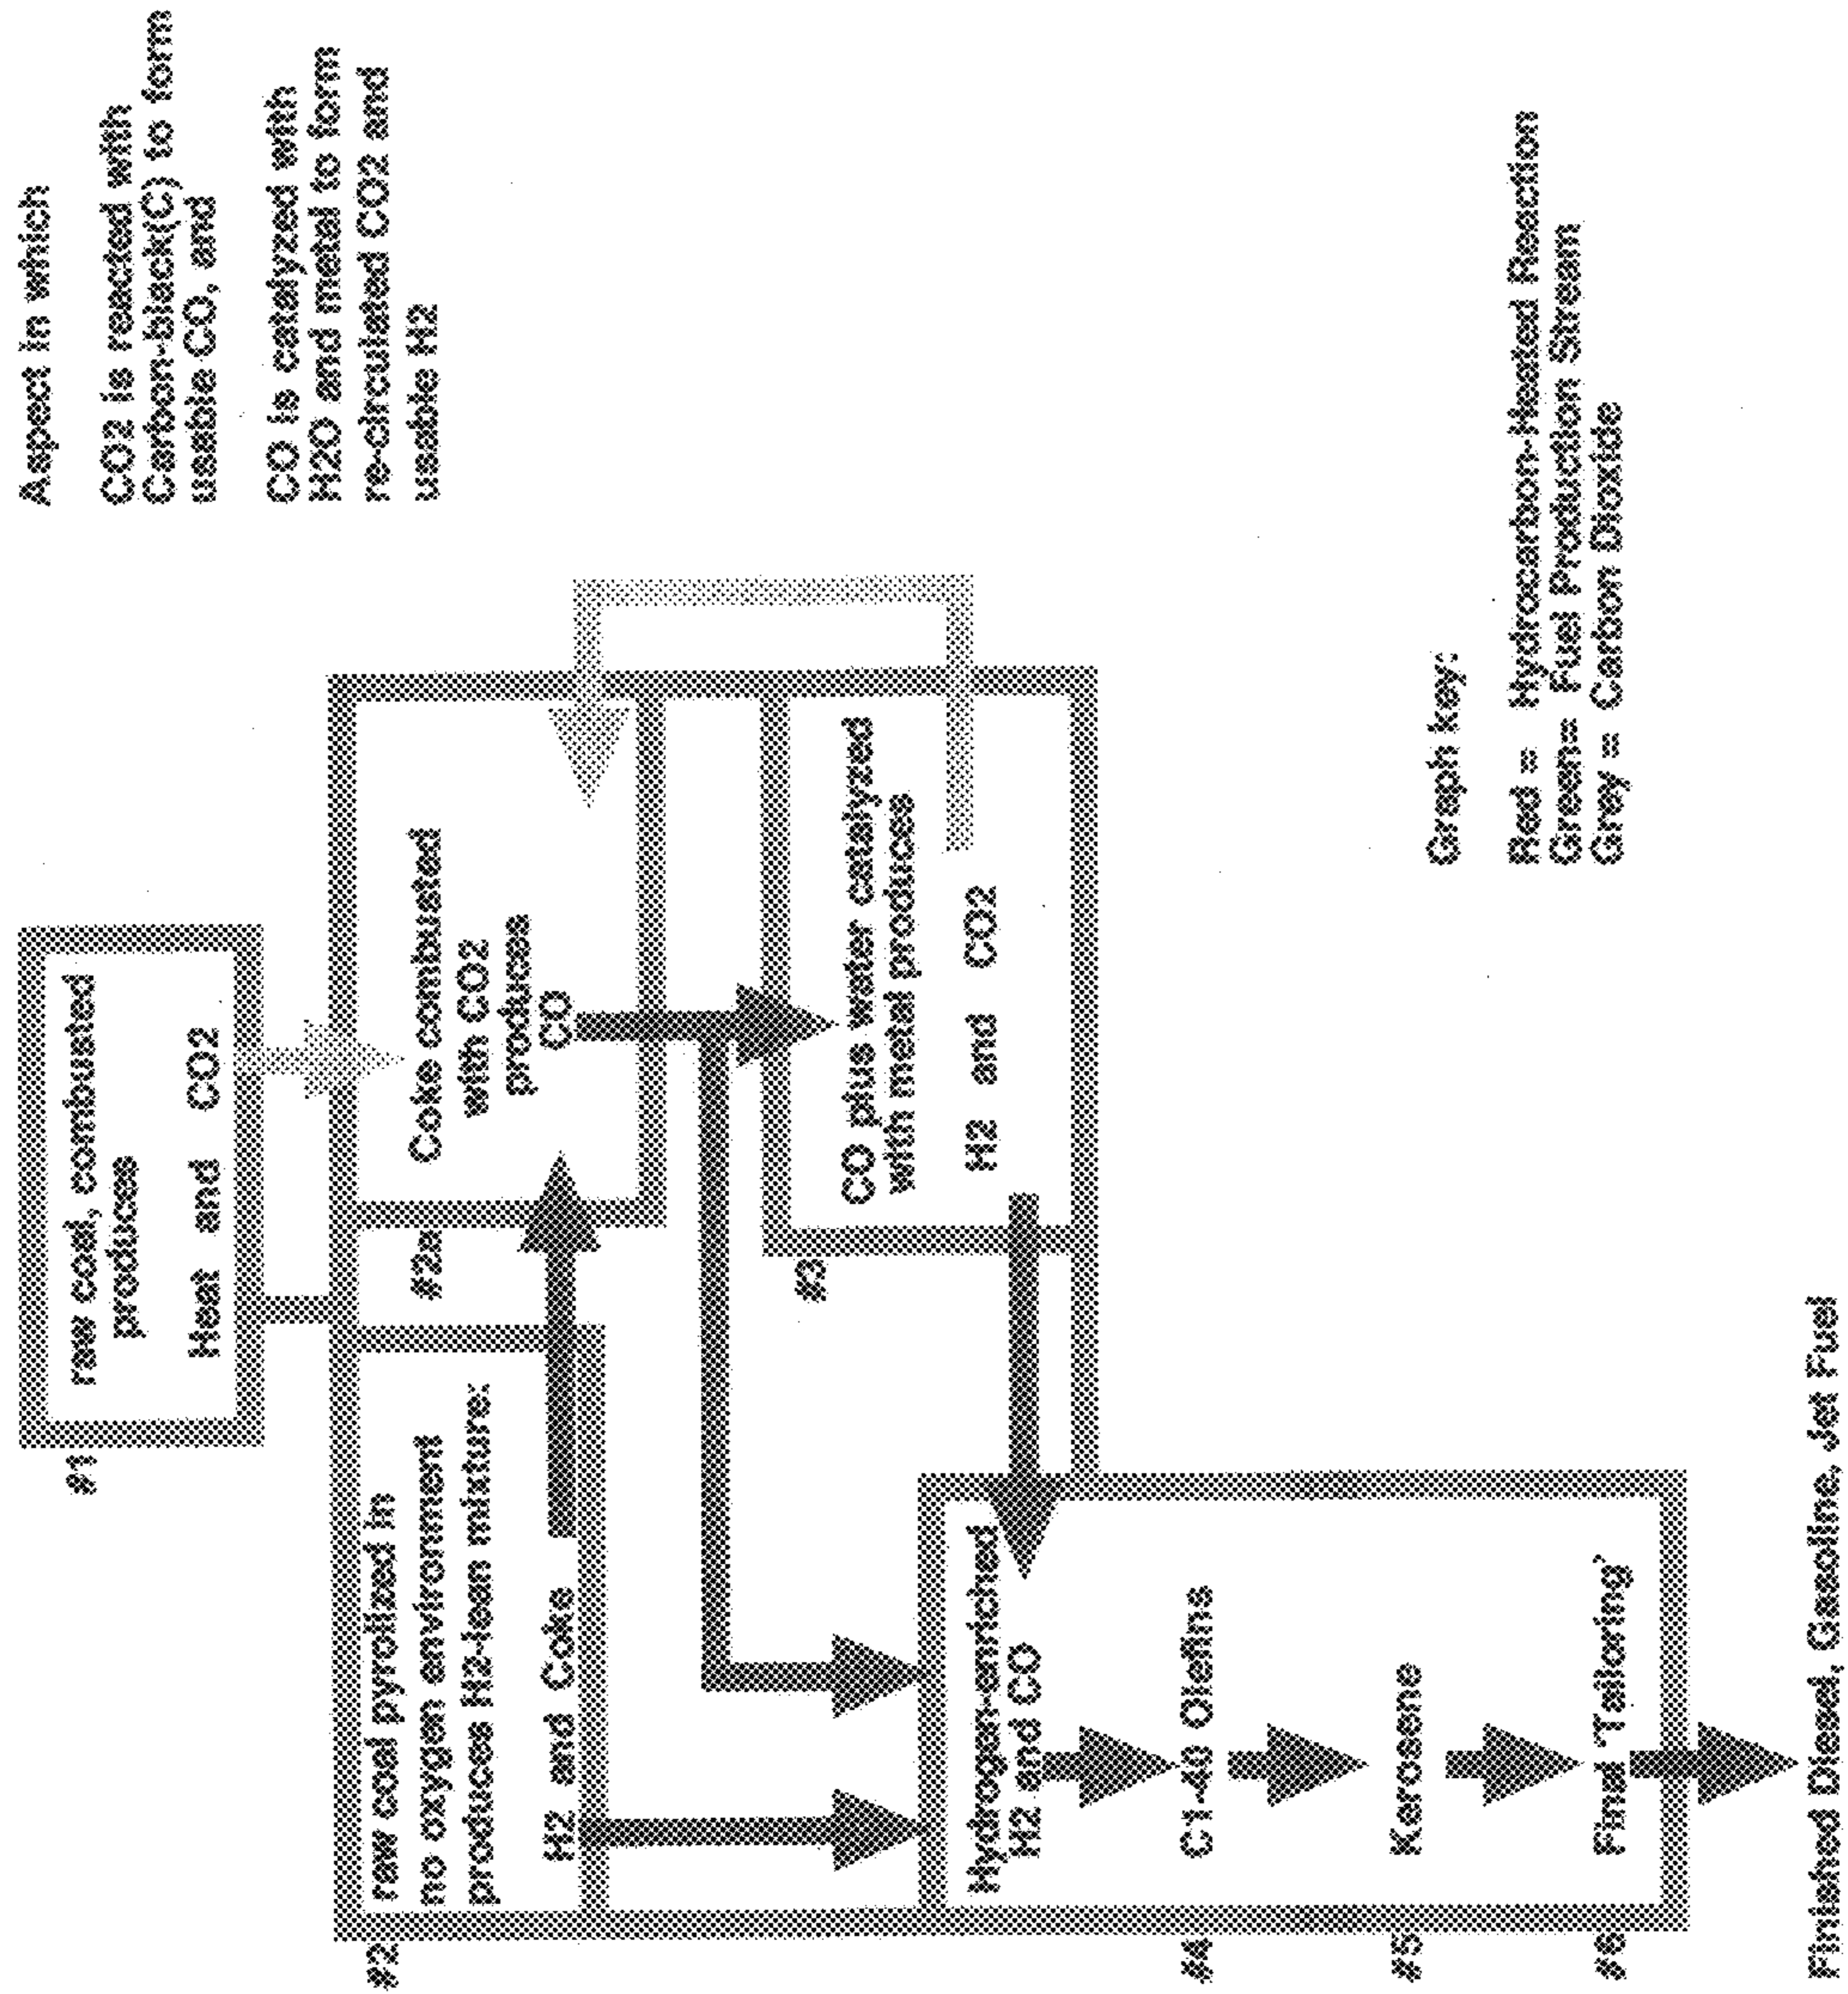 Aspect in which
CO2 is reacted with
Carbon-black(C) to form
usable CO, and
CO is catalyzed with
H2O and metal to form
re-circulated CO2 and
usable H2
#1
raw coal, combusted
produces
Heat and CO2
#2
raw coal pyrolized in
no oxygen environment
produces H2-lean mixture:
H2 and Coke
#2a
Coke combusted
with CO2
produces
CO
#3
CO plus water catalyzed
with metal produces
H2 and CO2
Hydrogen-enriched
H2 and CO
#4
C1-40 Olefins
#5
Kerosene
#6
Final 'Tailoring'
Finished Diesel, Gasoline, Jet Fuel
Graph key:
Red = Hydrocarbon-Heated Reaction
Green= Fuel Production Stream
Grey = Carbon Dioxide